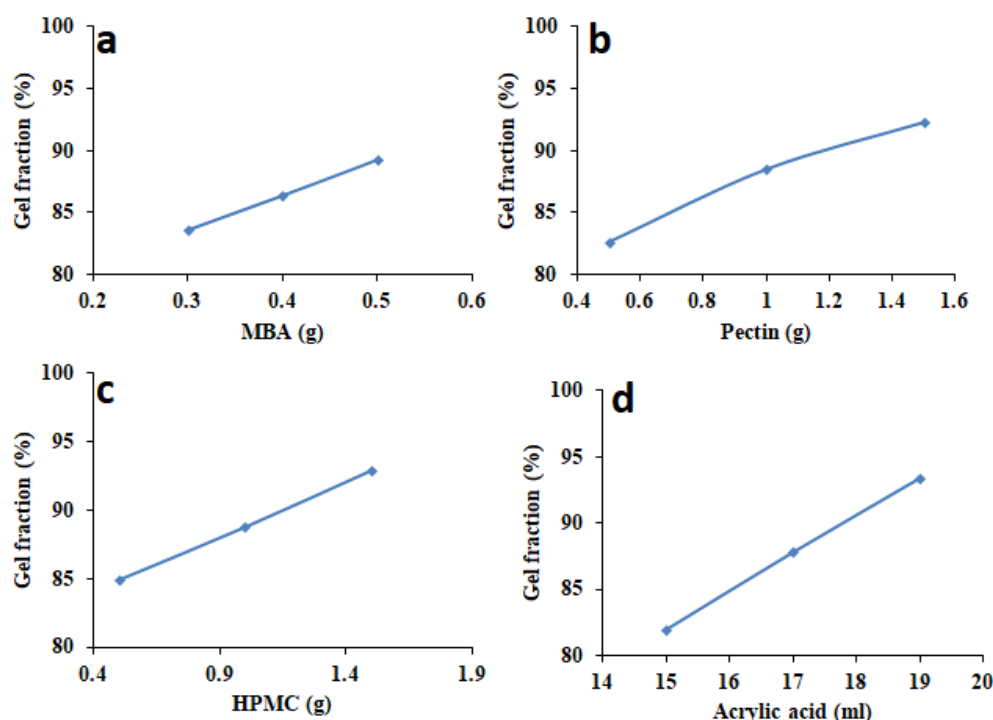 a
Gel fraction (%)
100
95
90
85
80
0.2 0.3 0.4 0.5 0.6
MBA (g)
b
Gel fraction (%)
100
95
90
85
80
0.4 0.6 0.8 1 1.2 1.4 1.6
Pectin (g)
c
Gel fraction (%)
100
95
90
85
80
0.4 0.9 1.4 1.9
HPMC (g)
d
Gel fraction (%)
100
95
90
85
80
14 15 16 17 18 19 20
Acrylic acid (ml)